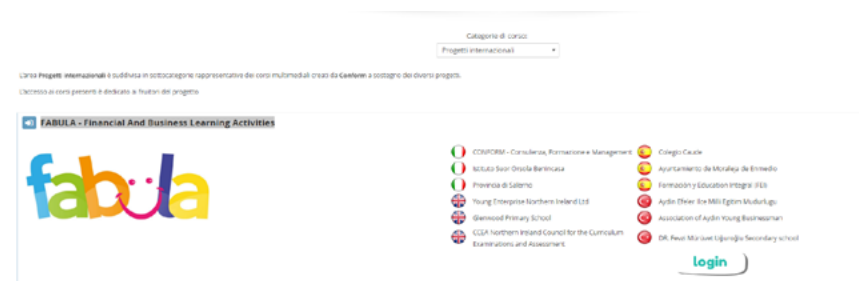 Categorie di corso:
Progetti internazionali
L'area Progetti internazionali è suddivisa in sottocategorie rappresentative dei corsi multimediali creati da Conform a sostegno dei diversi progetti.
L'accesso ai corsi presenti è dedicato ai fruitori del progetto
FABULA - Financial And Business Learning Activities
fabula
CONFORM - Consulenza, Formazione e Management
Istituto Suor Orsola Benincasa
Provincia di Salerno
Young Enterprise Northern Ireland Ltd
Glenwood Primary School
CCEA Northern Ireland Council for the Curriculum
Examinations and Assessment
Colegio Caude
Ayuntamiento de Moraleja de Enmedio
Formación y Education Integral (FEI)
Aydin Efeler Ilce Milli Egitim Mudurlugu
Association of Aydin Young Businessman
DR. Fevzi Mürüvet Uğuroğlu Secondary school
login